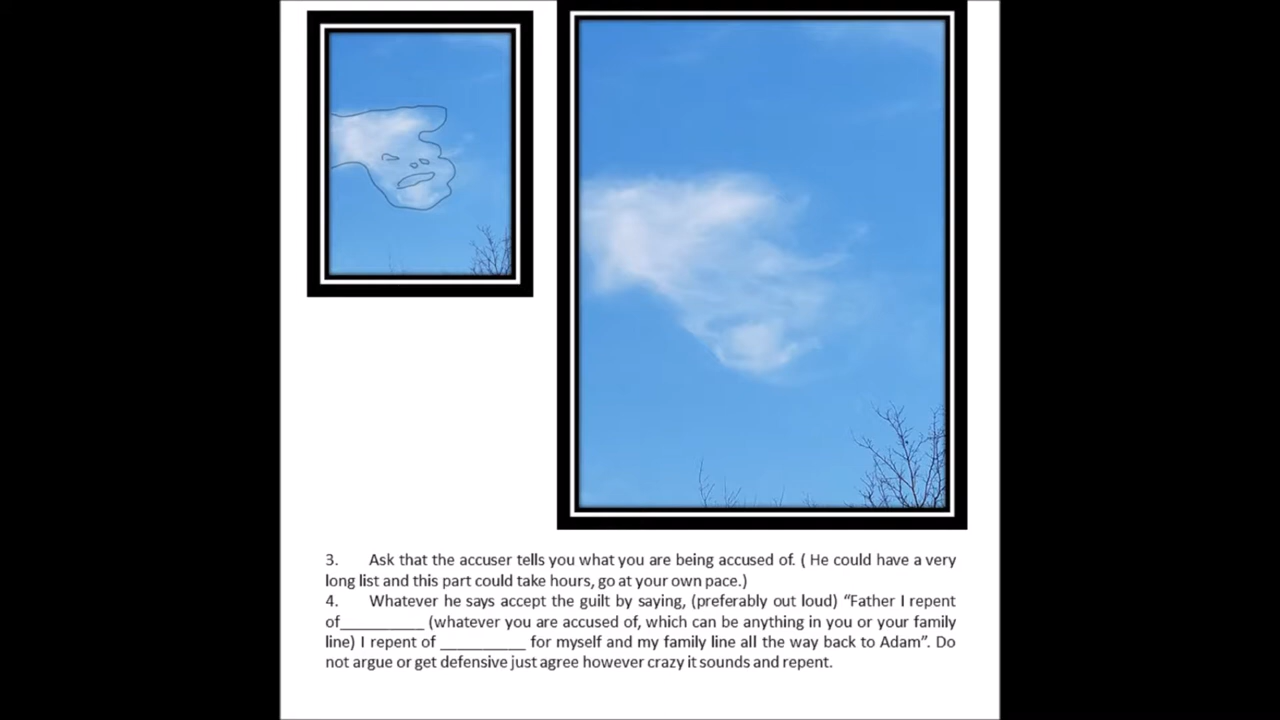 3. Ask that the accuser tells you what you are being accused of. ( He could have a very
long list and this part could take hours, go at your own pace.)
4. Whatever he says accept the guilt by saying, (preferably out loud) “Father I repent
of__________ (whatever you are accused of, which can be anything in you or your family
line) I repent of __________ for myself and my family line all the way back to Adam”. Do
not argue or get defensive just agree however crazy it sounds and repent.